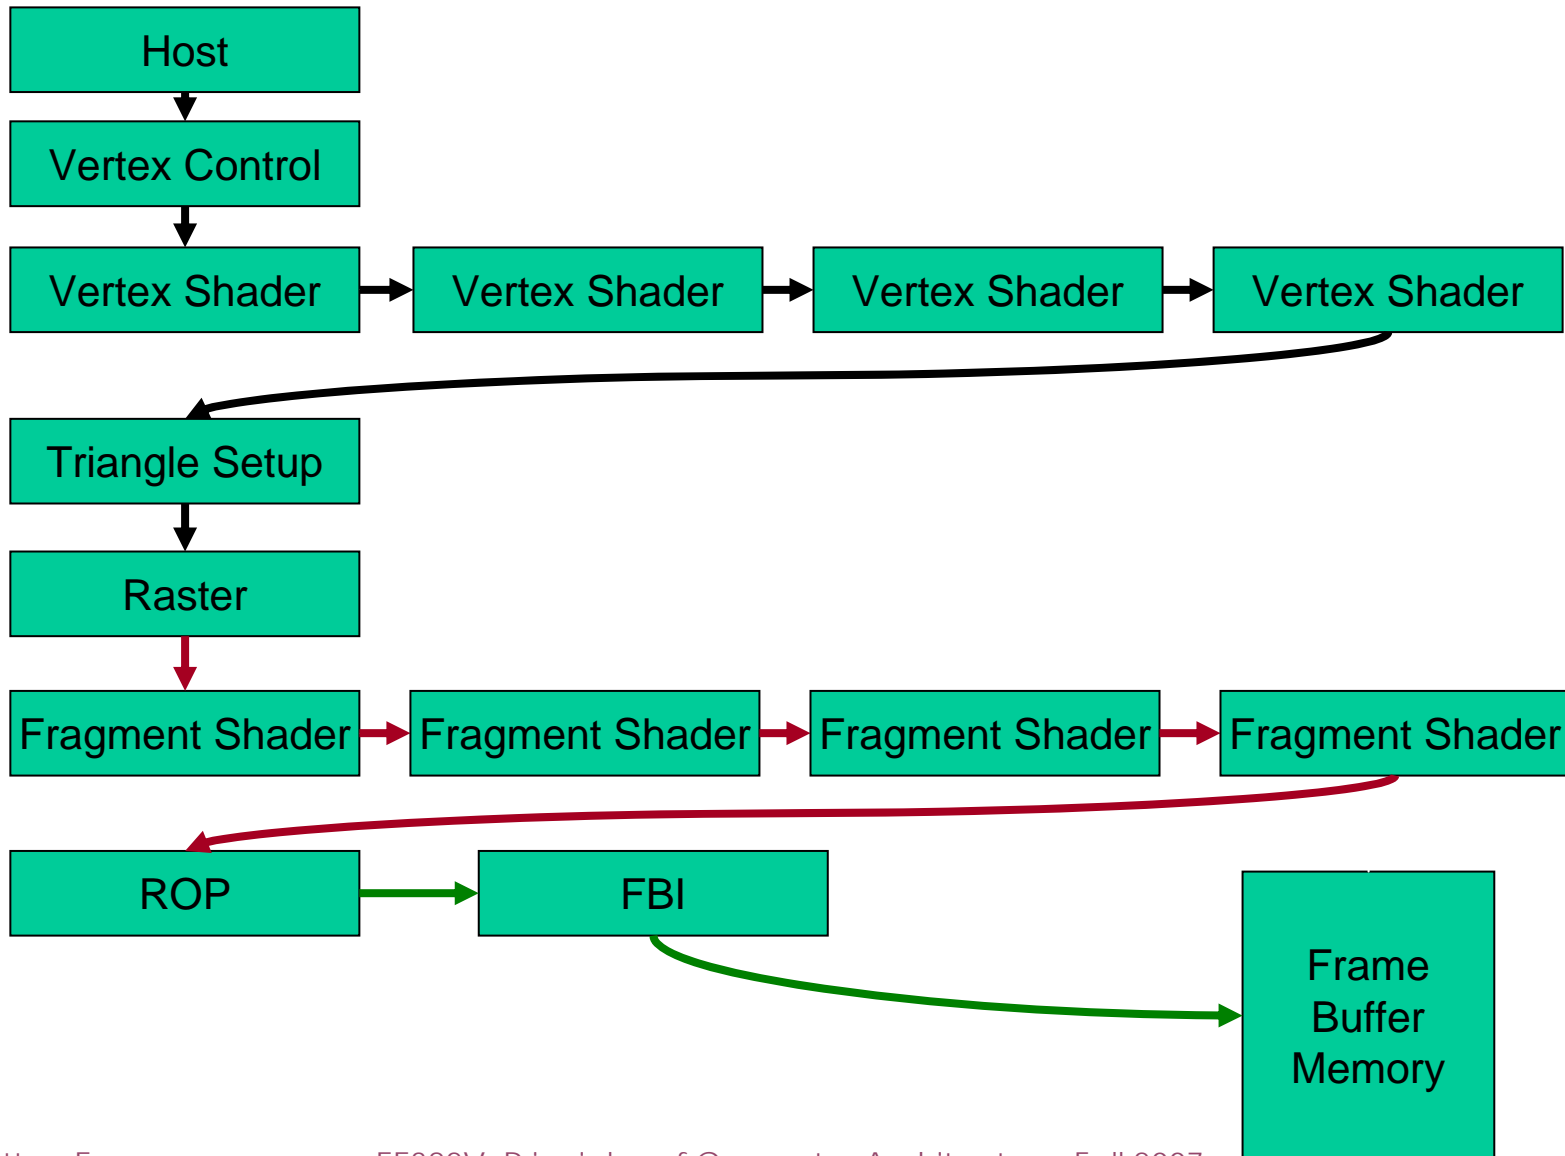 Host
Vertex Control
Vertex Shader
Vertex Shader
Vertex Shader
Vertex Shader
Triangle Setup
Raster
Fragment Shader
Fragment Shader
Fragment Shader
Fragment Shader
ROP
FBI
Frame
Buffer
Memory